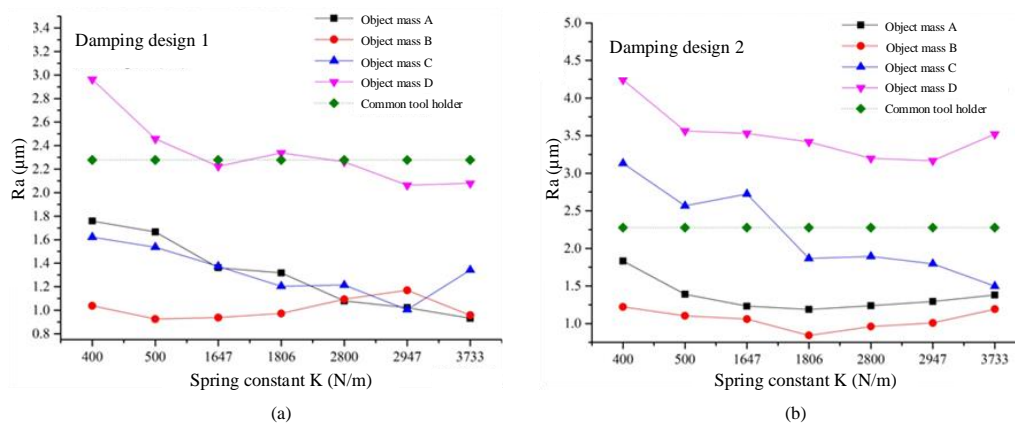 Damping design 1
Object mass A
Object mass B
Object mass C
Object mass D
Common tool holder
3.4
3.2
3.0
2.8
2.6
2.4
2.2
2.0
1.8
1.6
1.4
1.2
1.0
0.8
Ra (μm)
400 500 1647 1806 2800 2947 3733
Spring constant K (N/m)
(a)
Damping design 2
Object mass A
Object mass B
Object mass C
Object mass D
Common tool holder
5.0
4.5
4.0
3.5
3.0
2.5
2.0
1.5
1.0
Ra (μm)
400 500 1647 1806 2800 2947 3733
Spring constant K (N/m)
(b)